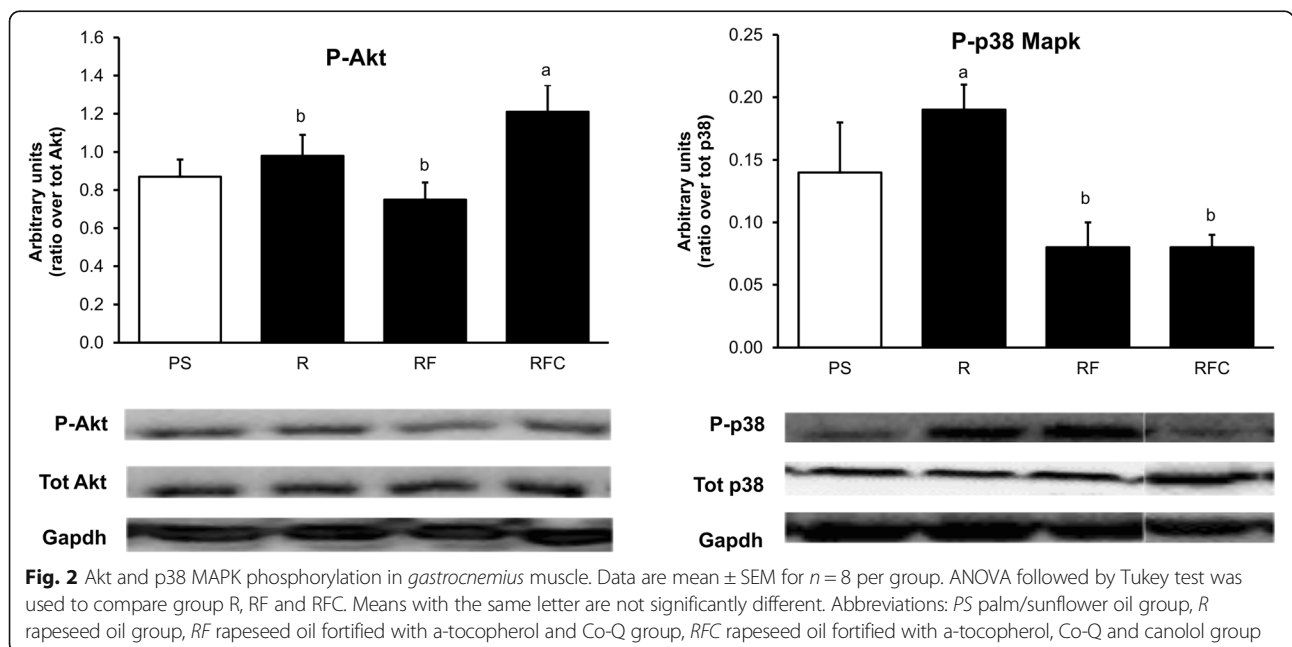 P-Akt
1.6
1.4
1.2
1.0
0.8
0.6
0.4
0.2
0.0
Arbitrary units
(ratio over tot Akt)
b
b
a
PS R RF RFC
P-Akt
Tot Akt
Gapdh
P-p38 Mapk
0.25
0.20
0.15
0.10
0.05
0.00
Arbitrary units
(ratio over tot p38)
a
b
b
PS R RF RFC
P-p38
Tot p38
Gapdh
Fig. 2 Akt and p38 MAPK phosphorylation in gastrocnemius muscle. Data are mean ± SEM for n = 8 per group. ANOVA followed by Tukey test was
used to compare group R, RF and RFC. Means with the same letter are not significantly different. Abbreviations: PS palm/sunflower oil group, R
rapeseed oil group, RF rapeseed oil fortified with a-tocopherol and Co-Q group, RFC rapeseed oil fortified with a-tocopherol, Co-Q and canolol group